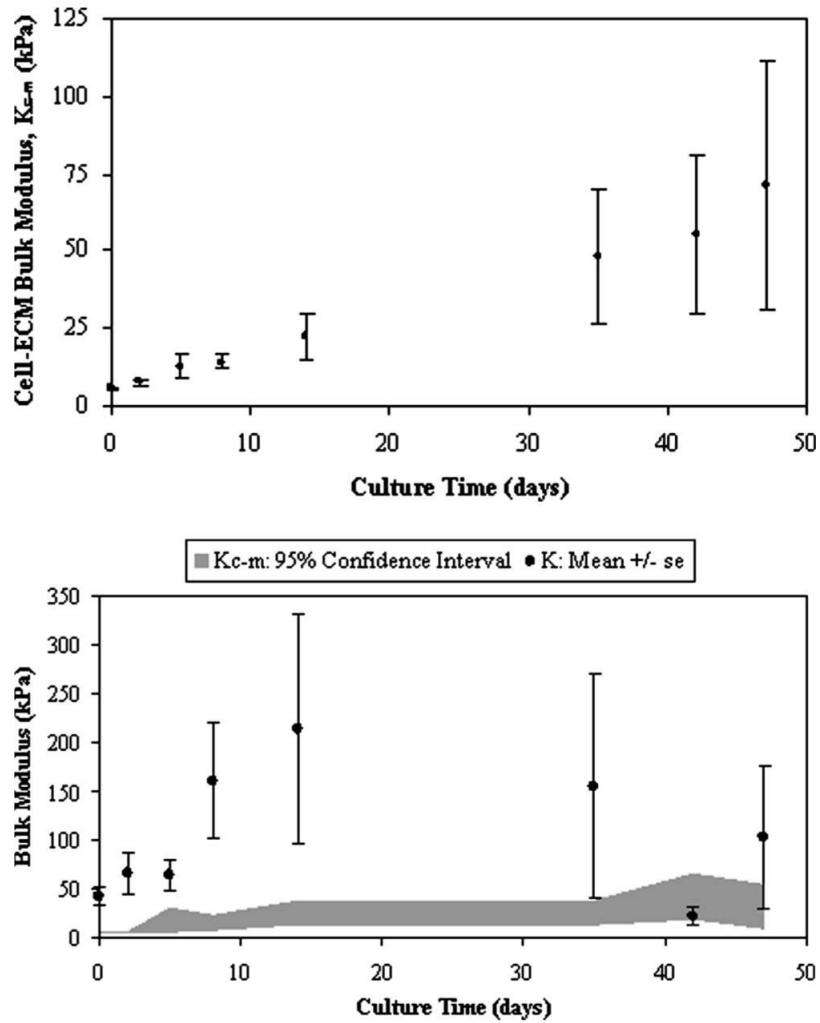 Cell-ECM Bulk Modulus, Kc-m (kPa)
125
100
75
50
25
0
0 10 20 30 40 50
Culture Time (days)
Kc-m: 95% Confidence Interval K: Mean +/- se
Bulk Modulus (kPa)
350
300
250
200
150
100
50
0
0 10 20 30 40 50
Culture Time (days)